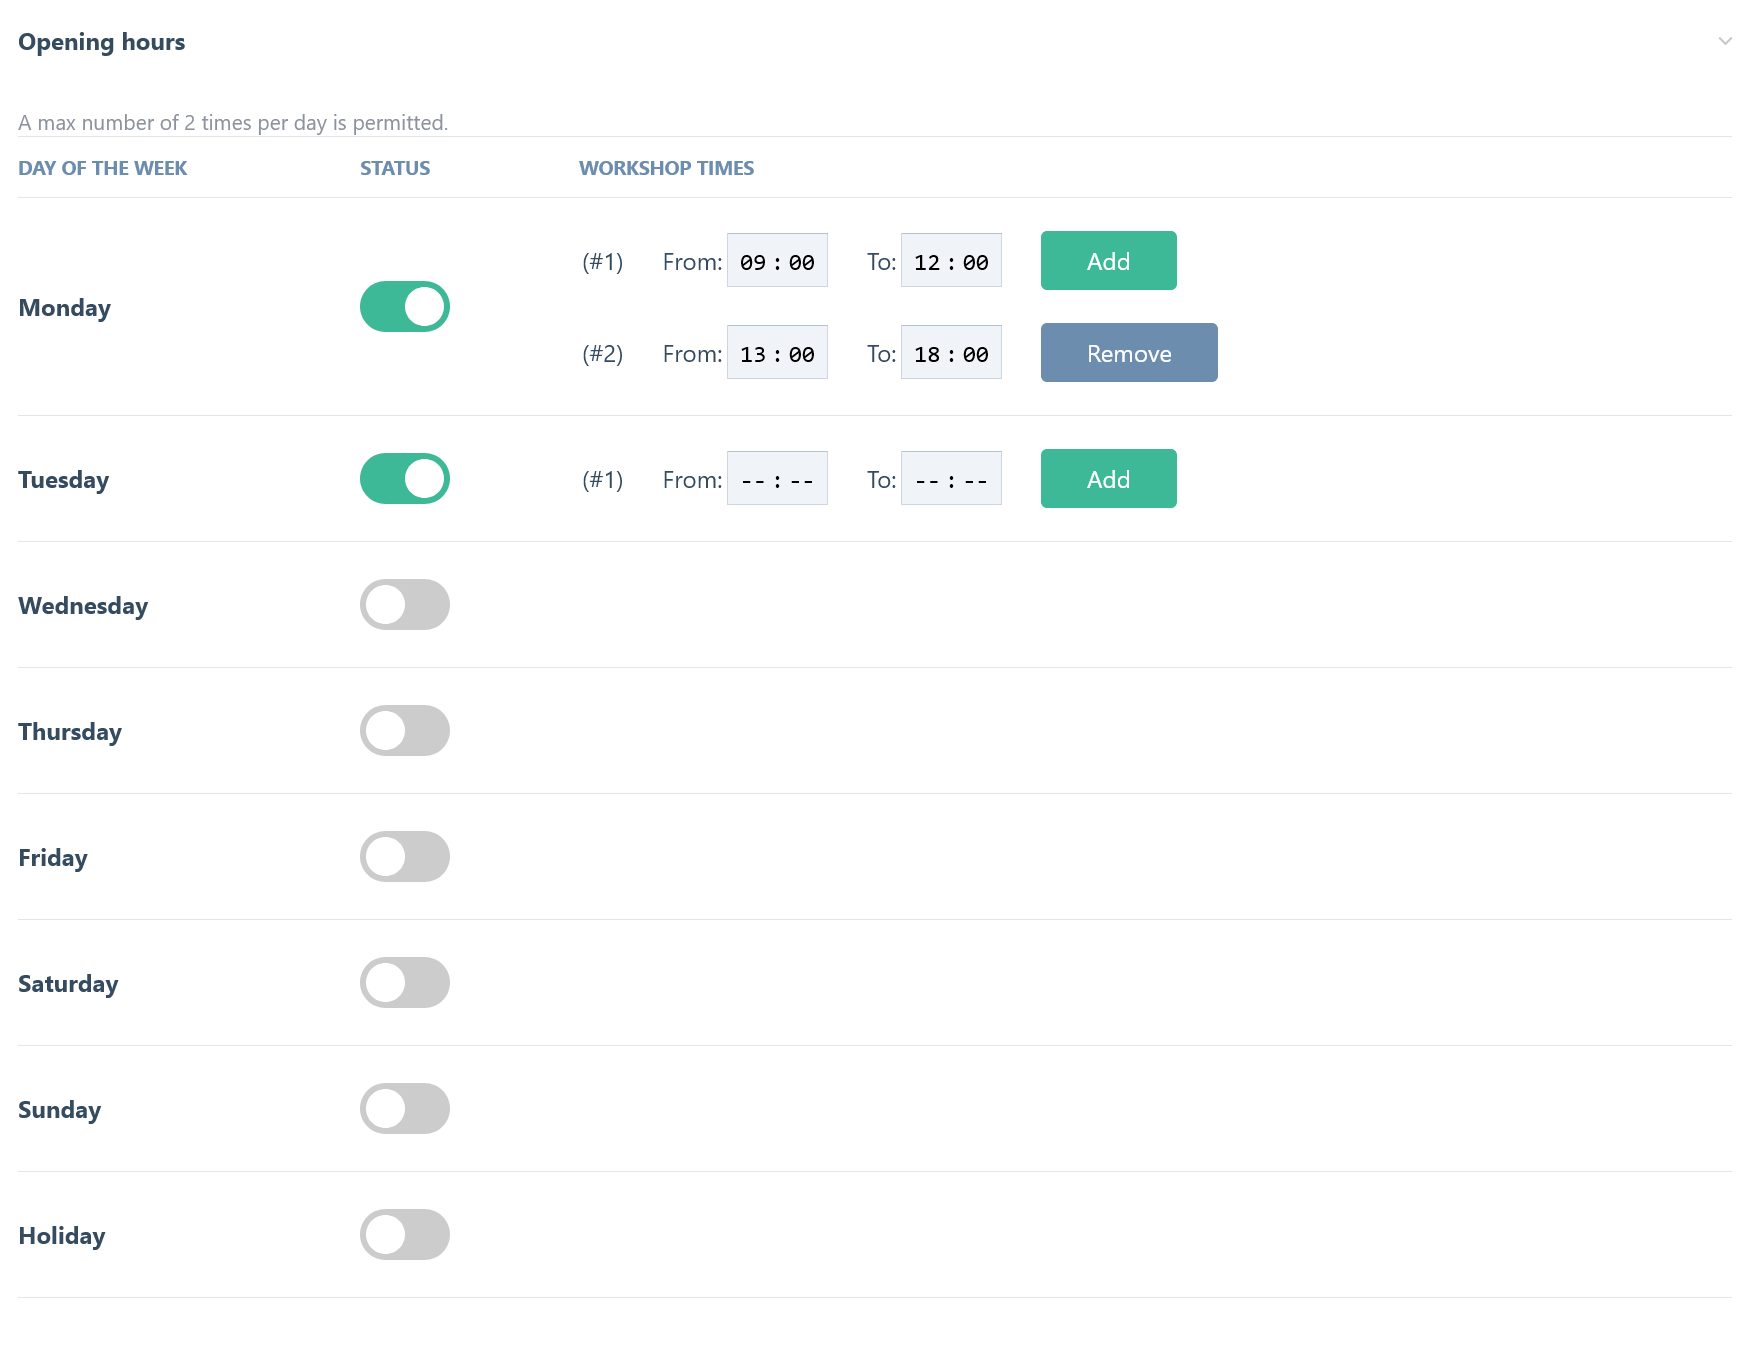 Opening hours
A max number of 2 times per day is permitted.
DAY OF THE WEEK STATUS WORKSHOP TIMES
Monday
(#1) From: 09:00 To: 12:00 Add
(#2) From: 13:00 To: 18:00 Remove
Tuesday (#1) From: --:-- To: --:-- Add
Wednesday
Thursday
Friday
Saturday
Sunday
Holiday